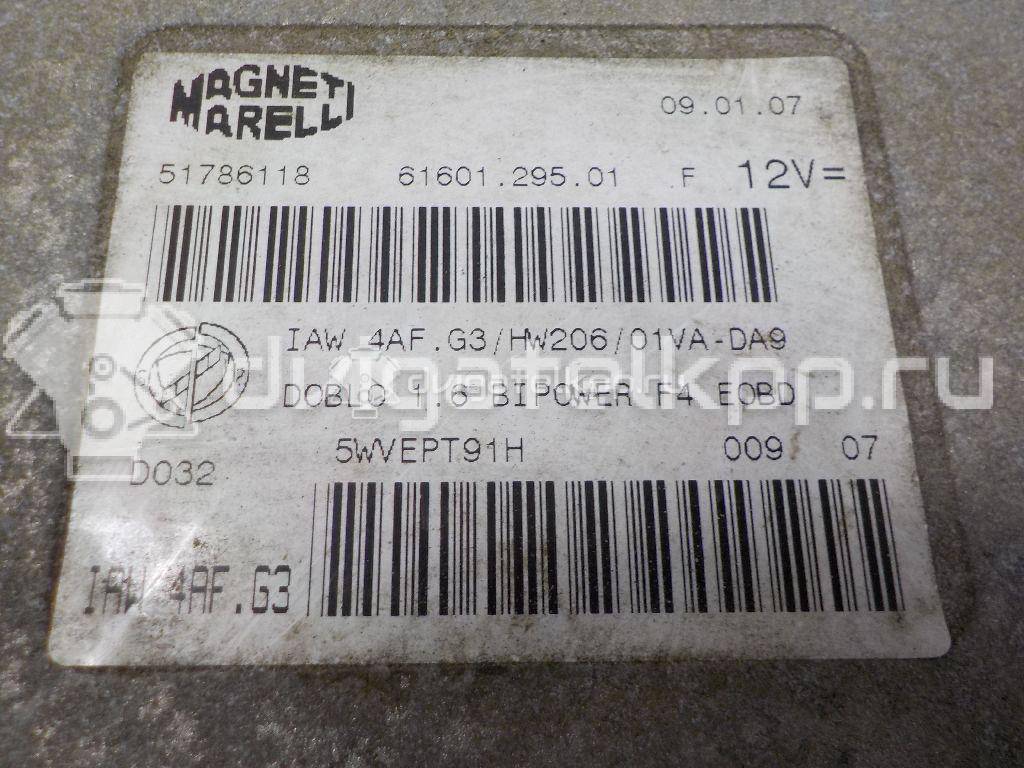 MAGNETI MARELLI
09.01.07
51786118 61601.295.01 .F 12V=
IAW 4AF.G3/HW206/01VA-DA9
DOBLO 1.6 BIPOWER F4 EOBD
5WVEPT91H 009 07
D032
IAW 4AF.G3
dvigatelkpp.ru